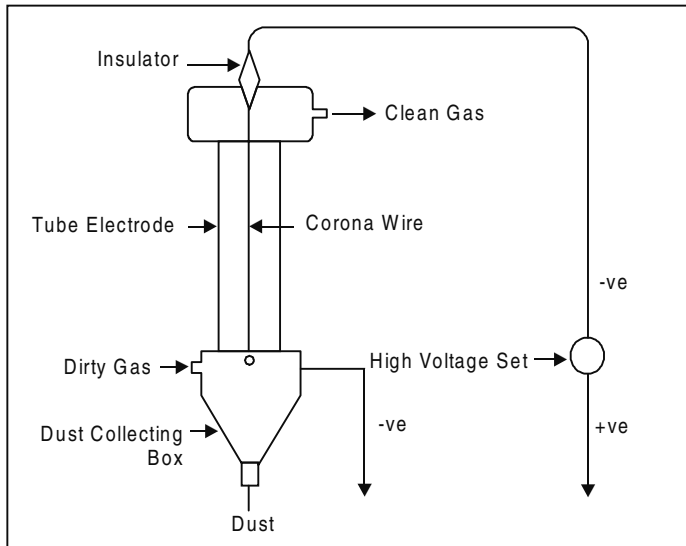 Insulator
Clean Gas
Tube Electrode
Corona Wire
-ve
Dirty Gas
High Voltage Set
Dust Collecting
Box
-ve
+ve
Dust